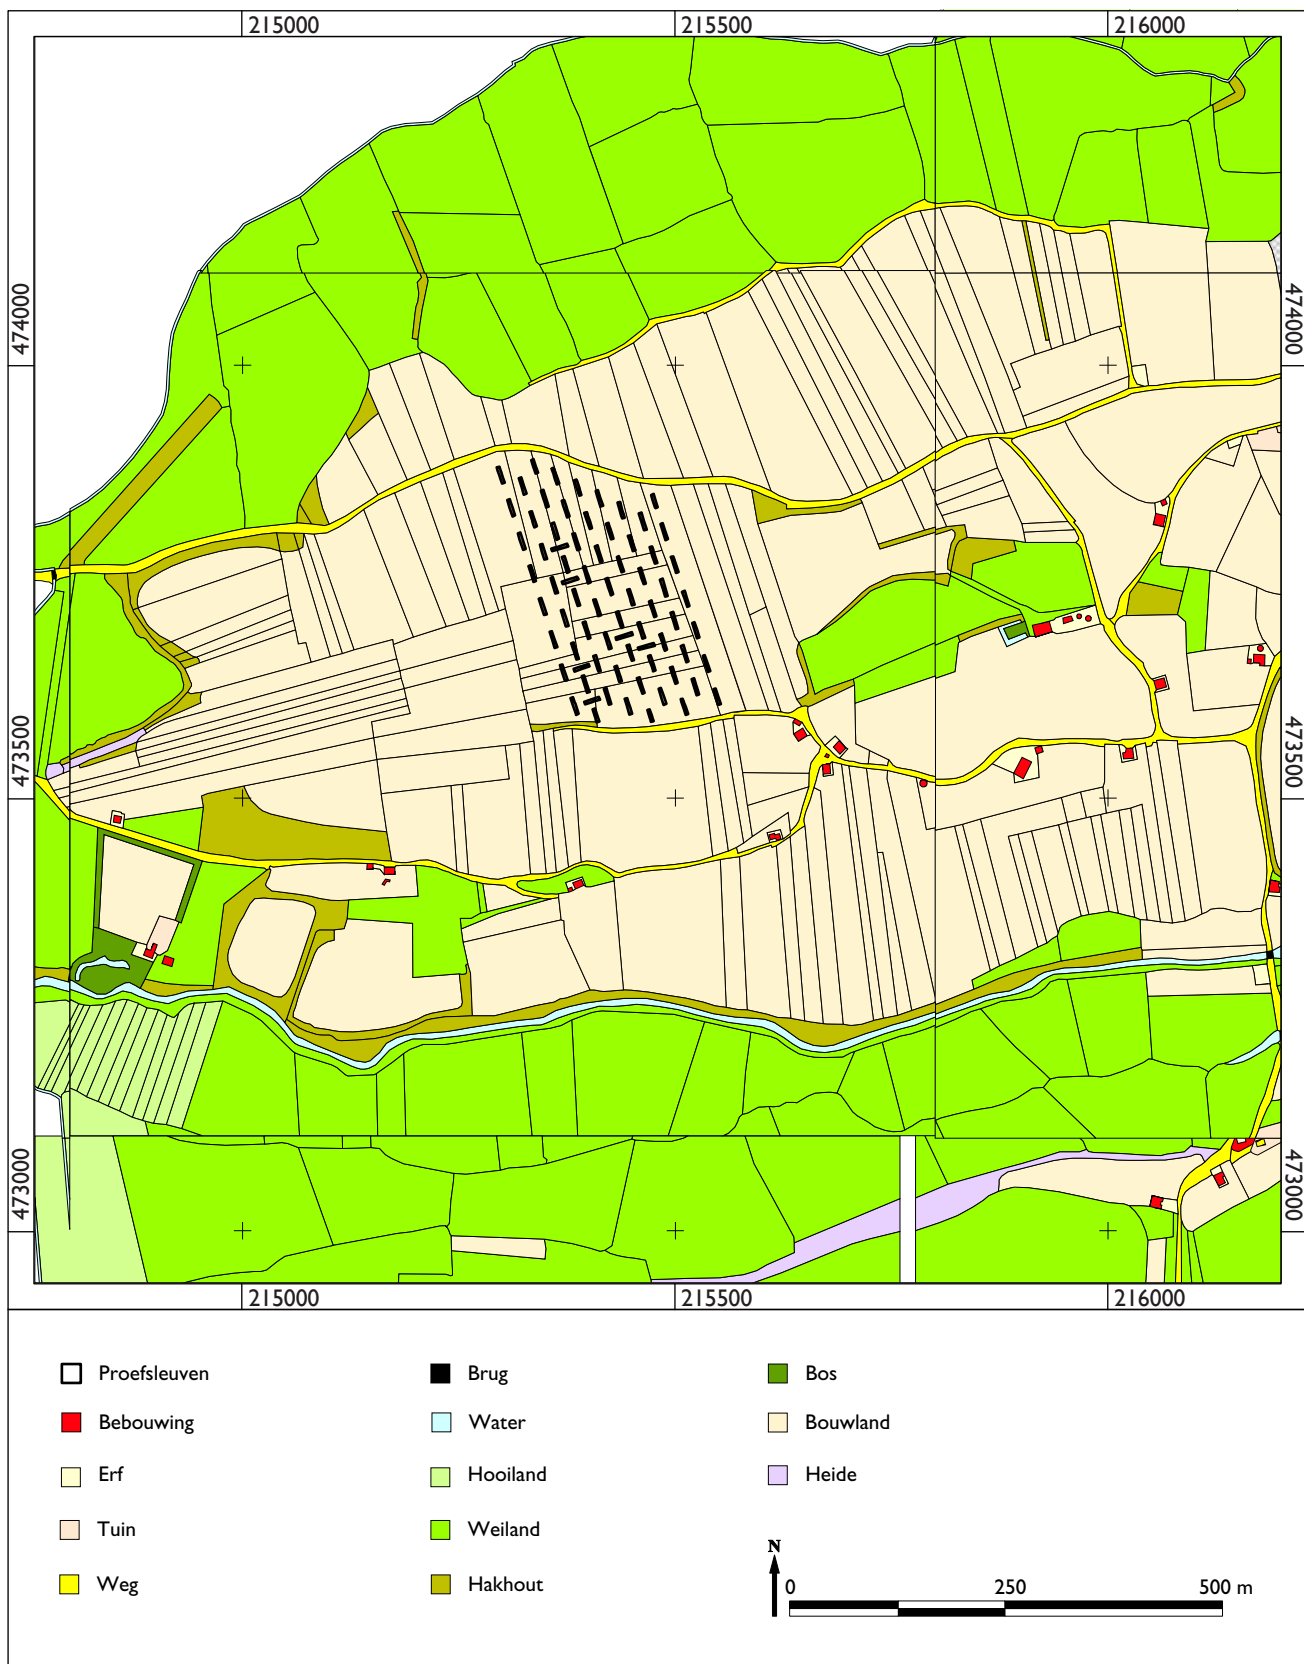 215000 215500 216000
474000 474000
473500 473500
473000 473000
215000 215500 216000
Proefsleuven Brug Bos
Bebouwing Water Bouwland
Erf Hooiland Heide
Tuin Weiland
Weg Hakhout
N
0 250 500 m